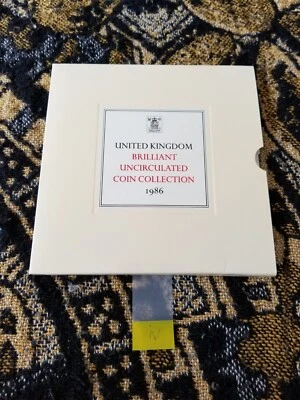 UNITED KINGDOM
BRILLIANT
UNCIRCULATED
COIN COLLECTION
1986